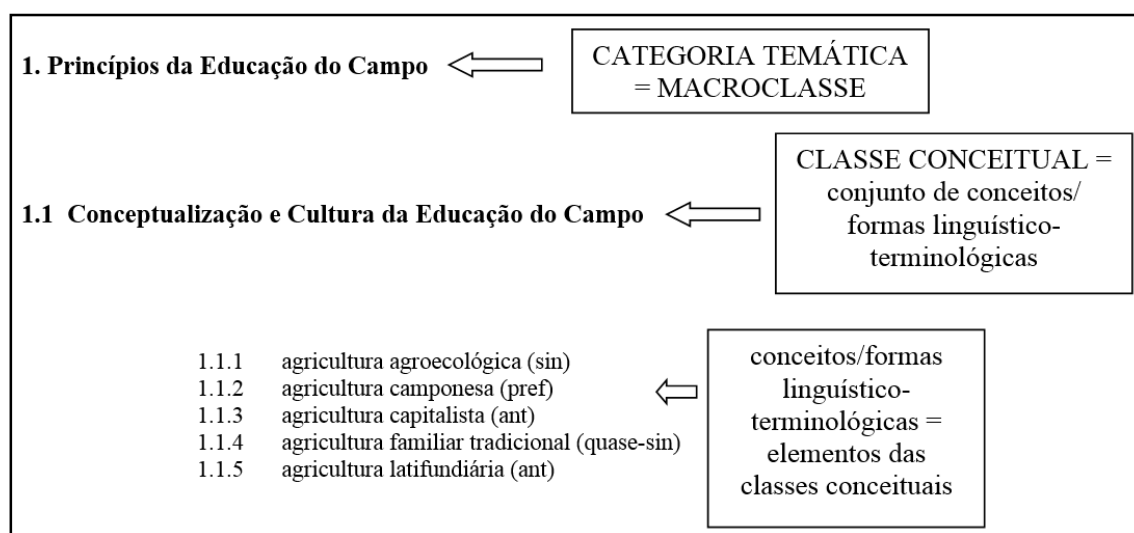 1. Princípios da Educação do Campo
CATEGORIA TEMÁTICA
= MACROCLASSE
1.1 Conceptualização e Cultura da Educação do Campo
CLASSE CONCEITUAL =
conjunto de conceitos/
formas linguístico-
terminológicas
1.1.1 agricultura agroecológica (sin)
1.1.2 agricultura camponesa (pref)
1.1.3 agricultura capitalista (ant)
1.1.4 agricultura familiar tradicional (quase-sin)
1.1.5 agricultura latifundiária (ant)
conceitos/formas
linguístico-
terminológicas =
elementos das
classes conceituais